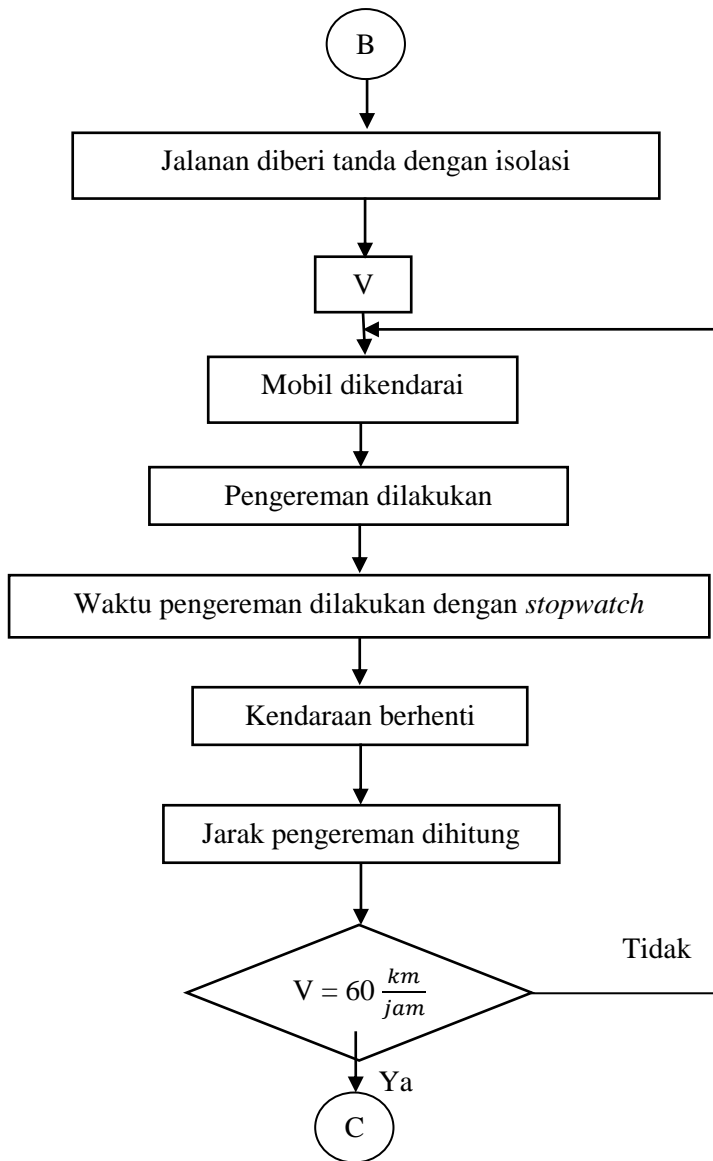 B
Jalanan diberi tanda dengan isolasi
V
Mobil dikendarai
Pengereman dilakukan
Waktu pengereman dilakukan dengan stopwatch
Kendaraan berhenti
Jarak pengereman dihitung
Tidak
V = 60 km/jam
Ya
C